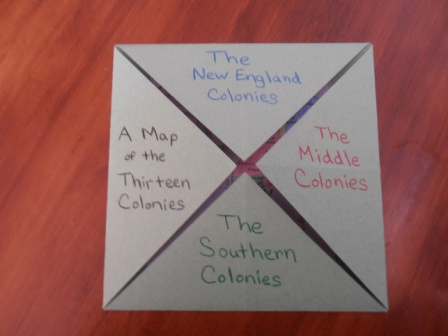 The
New England
Colonies
A Map
of the
Thirteen
Colonies
The
Middle
Colonies
The
Southern
Colonies